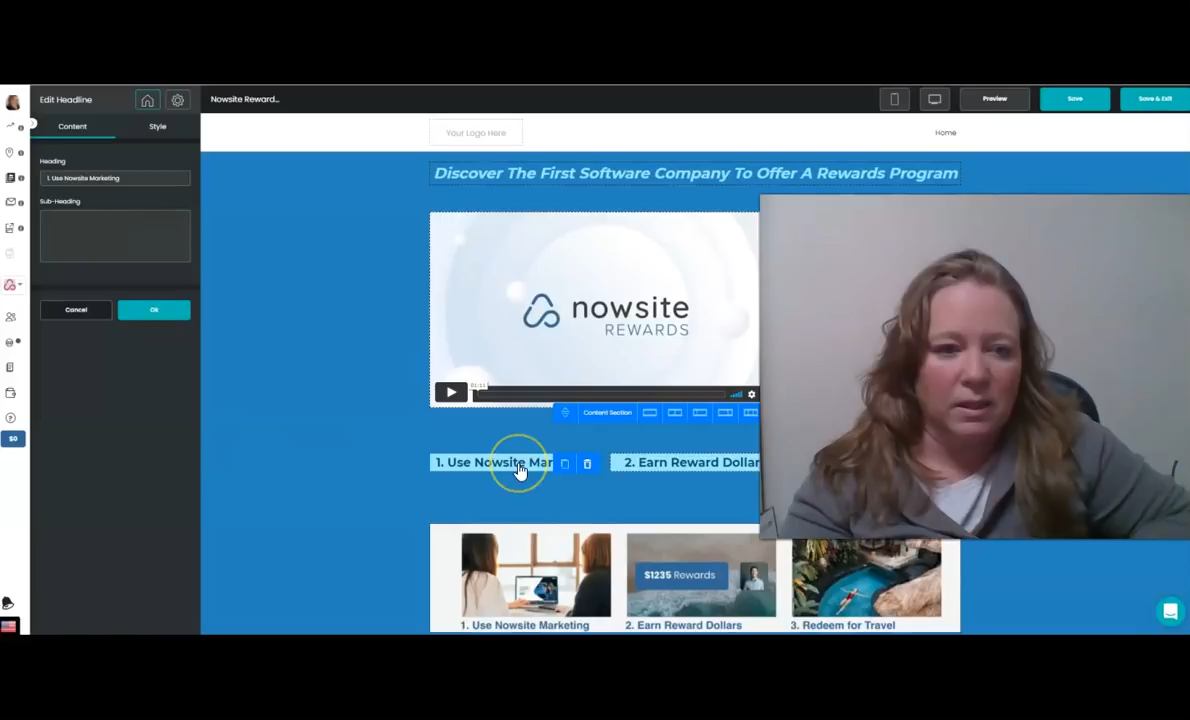 Edit Headline
Nowsite Reward...
Preview
Save
Save & Exit
Content
Style
Your Logo Here
Home
Heading
1. Use Nowsite Marketing
Sub-Heading
Discover The First Software Company To Offer A Rewards Program
nowsite
REWARDS
Cancel
Ok
01:11
Content Section
1. Use Nowsite Mar
2. Earn Reward Dollar
$0
$1235 Rewards
1. Use Nowsite Marketing
2. Earn Reward Dollars
3. Redeem for Travel